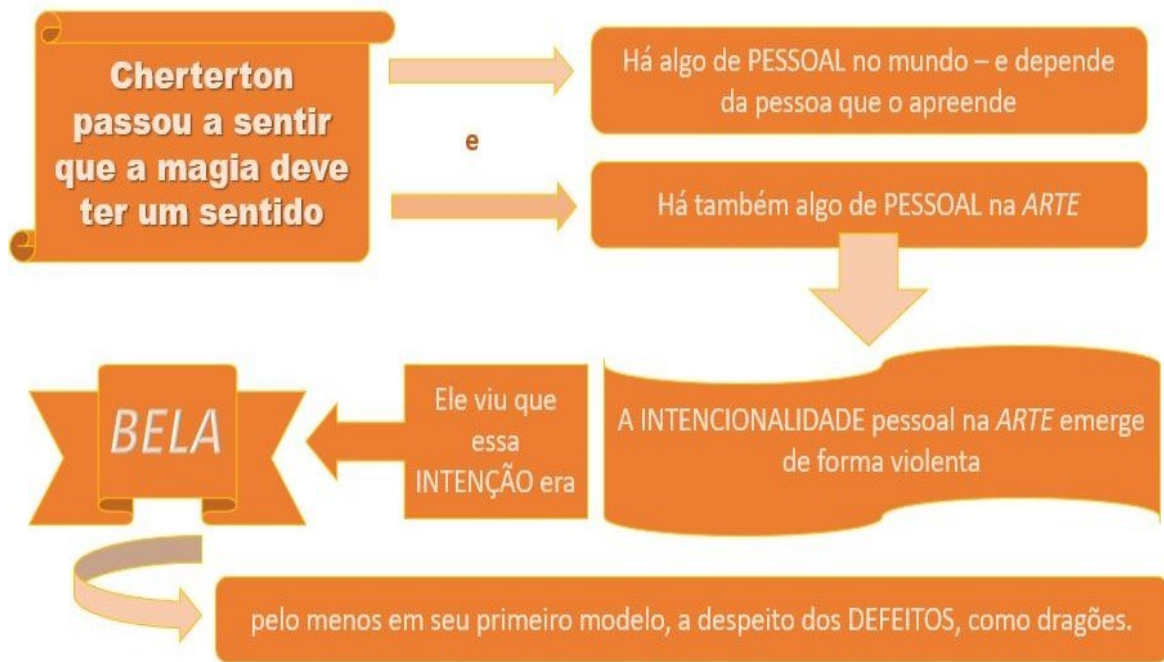 Cherterton
passou a sentir
que a magia deve
ter um sentido
e
Há algo de PESSOAL no mundo – e depende
da pessoa que o apreende
Há também algo de PESSOAL na ARTE
A INTENCIONALIDADE pessoal na ARTE emerge
de forma violenta
Ele viu que
essa
INTENÇÃO era
BELA
pelo menos em seu primeiro modelo, a despeito dos DEFEITOS, como dragões.